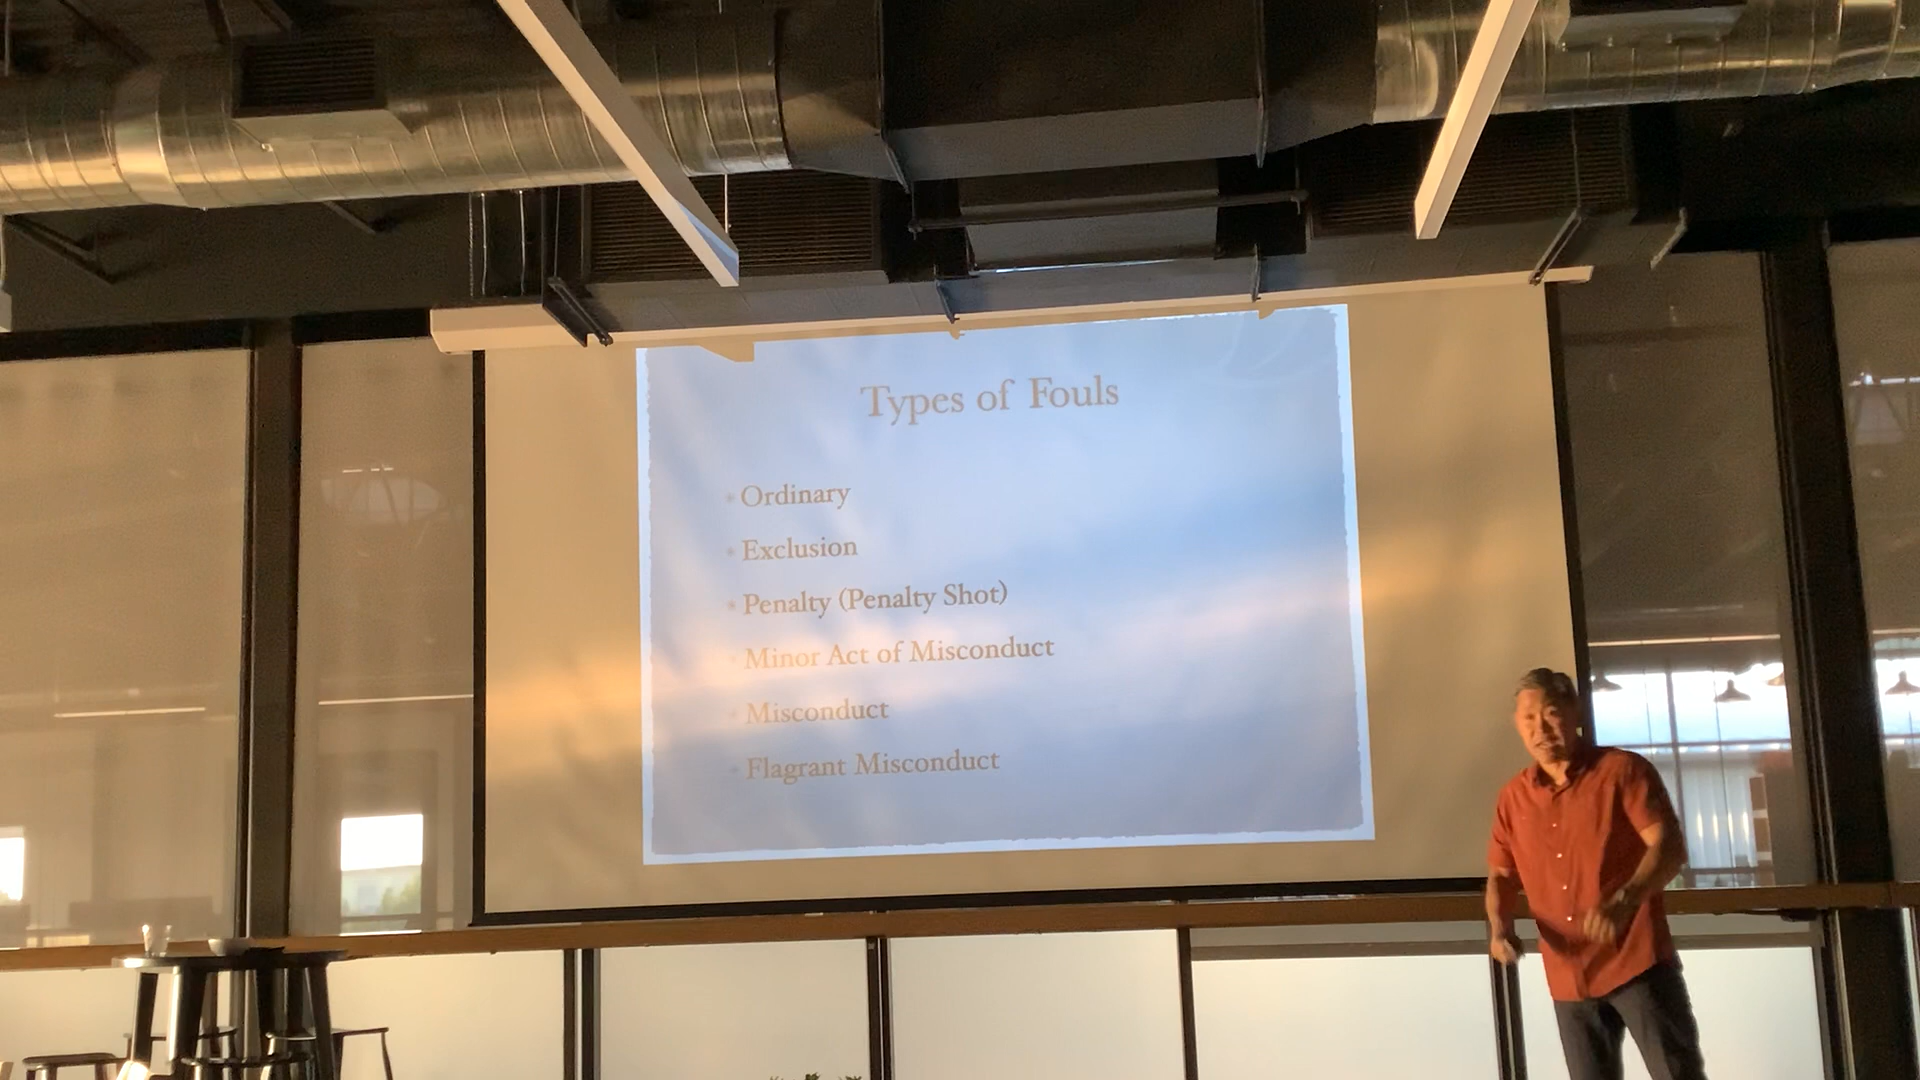 Types of Fouls
Ordinary
Exclusion
Penalty (Penalty Shot)
Minor Act of Misconduct
Misconduct
Flagrant Misconduct